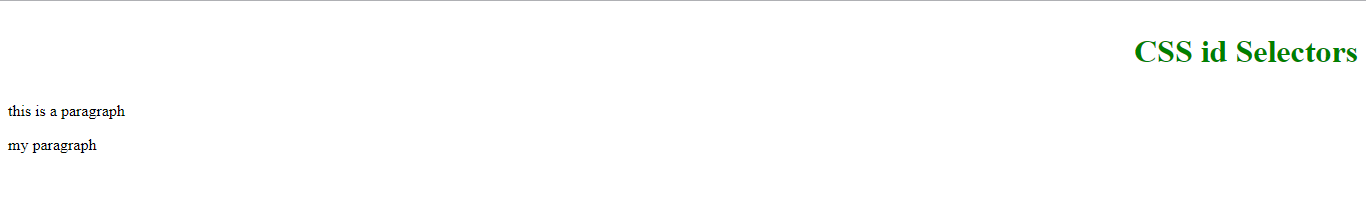 CSS id Selectors
this is a paragraph
my paragraph